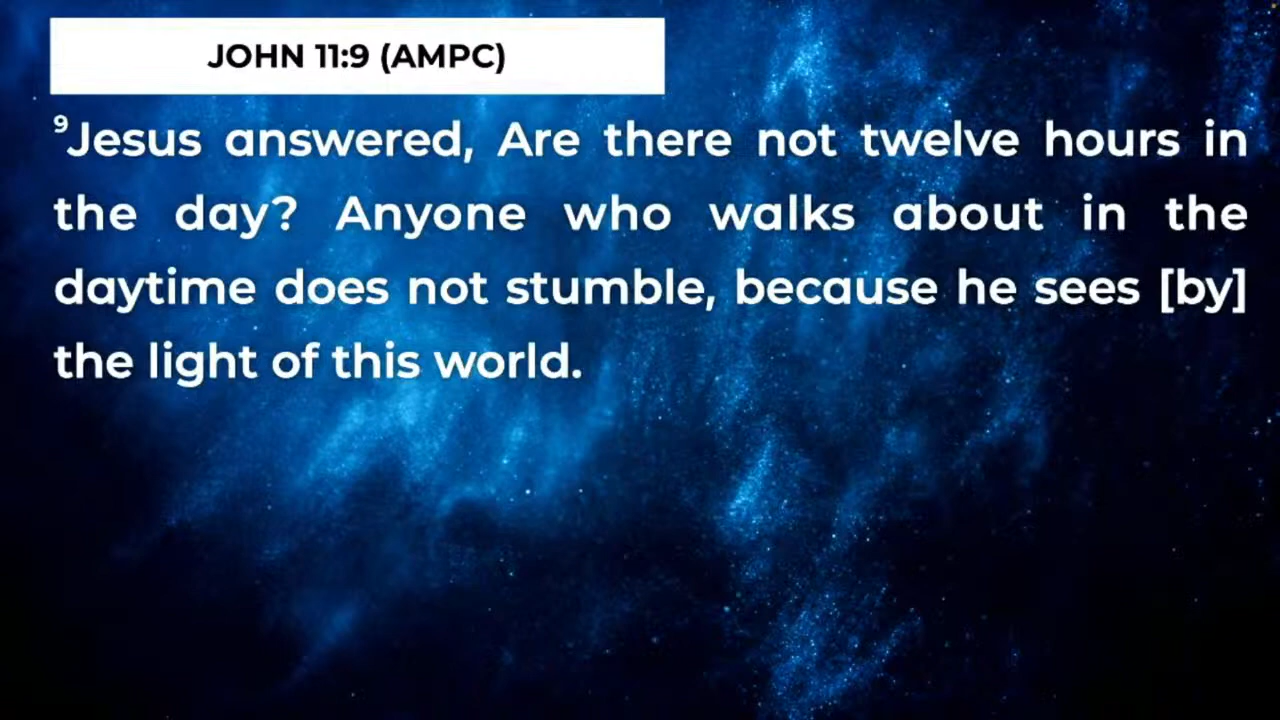 JOHN 11:9 (AMPC)
⁹Jesus answered, Are there not twelve hours in
the day? Anyone who walks about in the
daytime does not stumble, because he sees [by]
the light of this world.